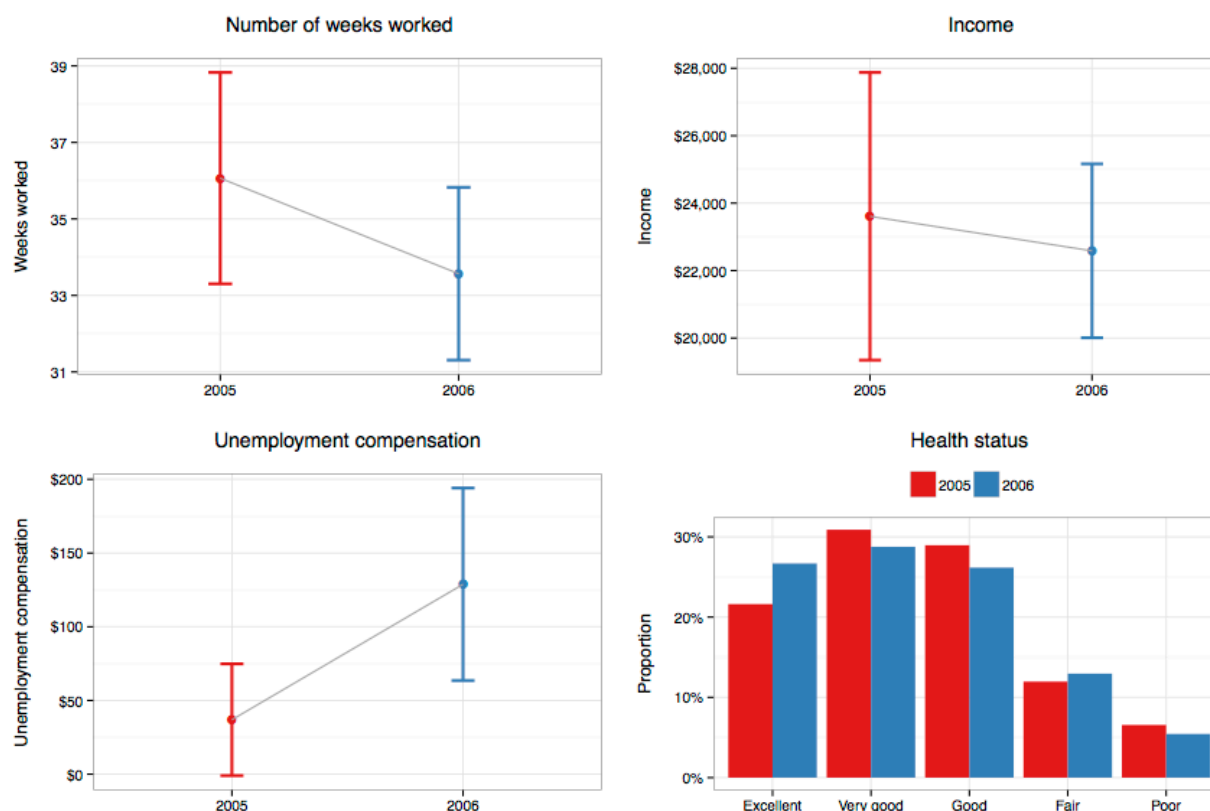 Number of weeks worked
39
37
35
33
31
Weeks worked
2005
2006
Income
$28,000
$26,000
$24,000
$22,000
$20,000
Income
2005
2006
Unemployment compensation
$200
$150
$100
$50
$0
Unemployment compensation
2005
2006
Health status
2005 2006
30%
20%
10%
0%
Proportion
Excellent Very good Good Fair Poor